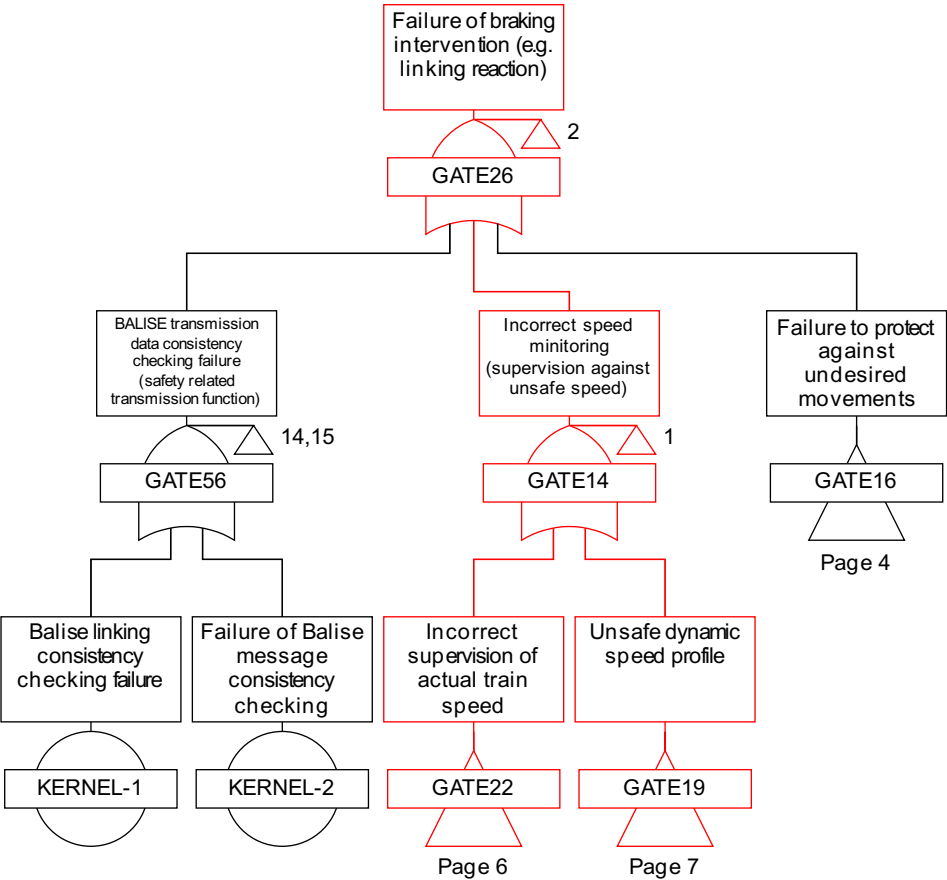 Failure of braking
intervention (e.g.
linking reaction)
2
GATE26
BALISE transmission
data consistency
checking failure
(safety related
transmission function)
14,15
GATE56
Incorrect speed
minitoring
(supervision against
unsafe speed)
1
GATE14
Failure to protect
against
undesired
movements
GATE16
Page 4
Balise linking
consistency
checking failure
KERNEL-1
Failure of Balise
message
consistency
checking
KERNEL-2
Incorrect
supervision of
actual train
speed
GATE22
Page 6
Unsafe dynamic
speed profile
GATE19
Page 7